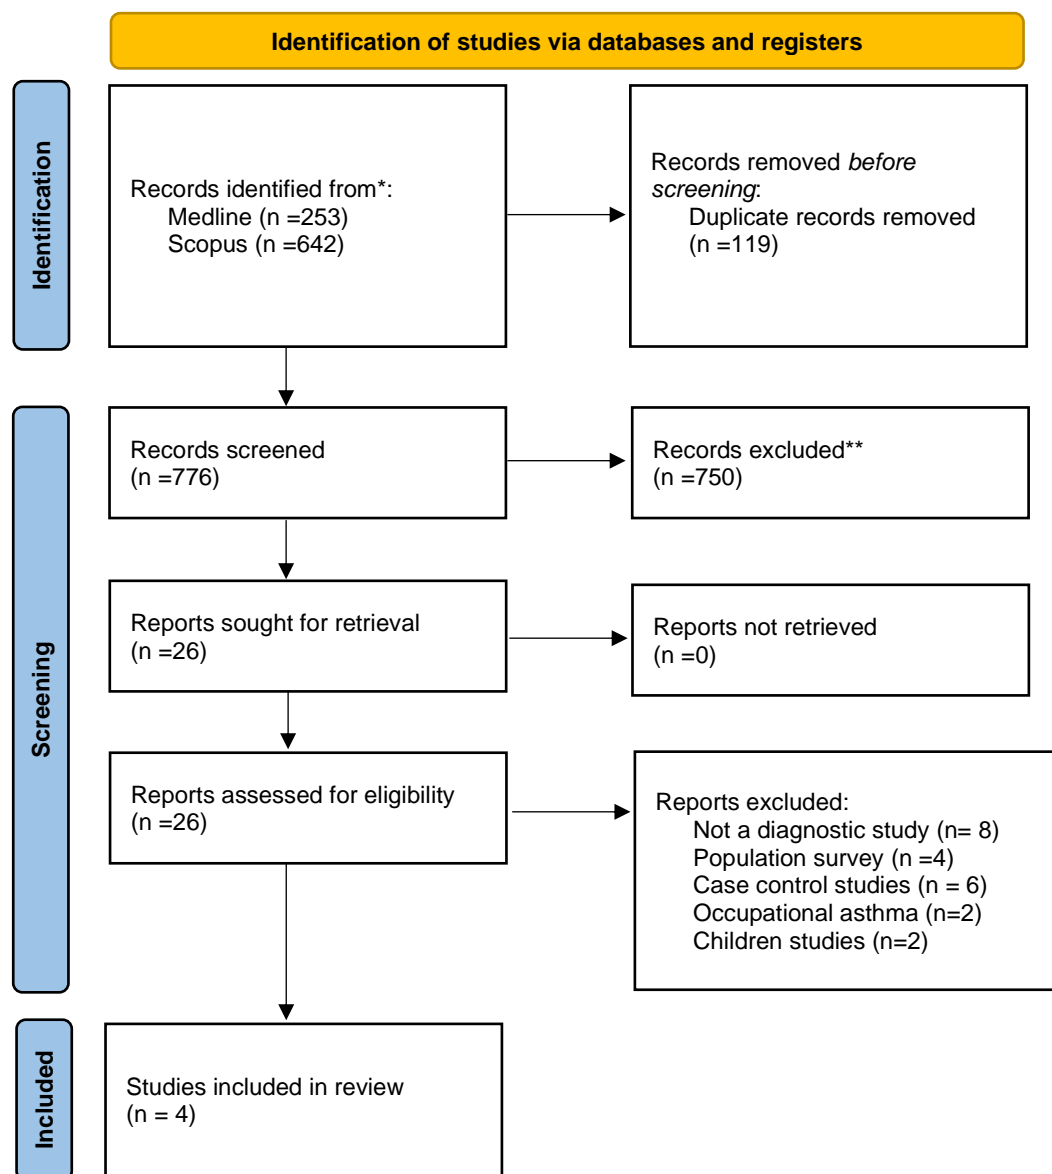 Identification of studies via databases and registers
Identification
Records identified from*:
Medline (n =253)
Scopus (n =642)
Records removed before
screening:
Duplicate records removed
(n =119)
Screening
Records screened
(n =776)
Records excluded**
(n =750)
Reports sought for retrieval
(n =26)
Reports not retrieved
(n =0)
Reports assessed for eligibility
(n =26)
Reports excluded:
Not a diagnostic study (n= 8)
Population survey (n =4)
Case control studies (n = 6)
Occupational asthma (n=2)
Children studies (n=2)
Included
Studies included in review
(n = 4)